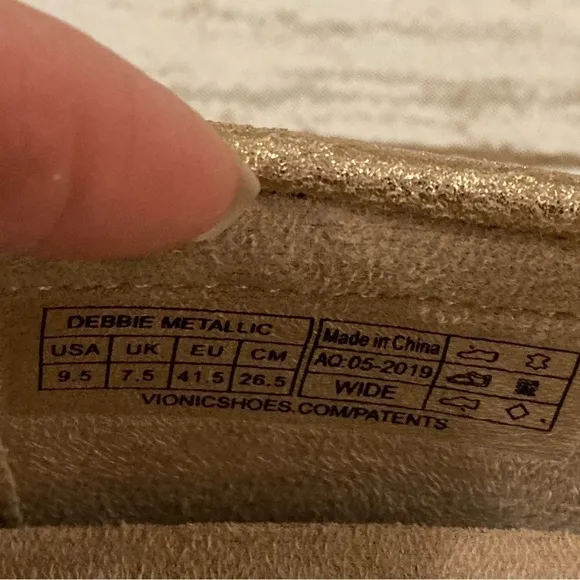 DEBBIE METALLIC
USA UK EU CM
9.5 7.5 41.5 26.5
Made in China
AO:05-2019
WIDE
VIONICSHOES.COM/PATENTS